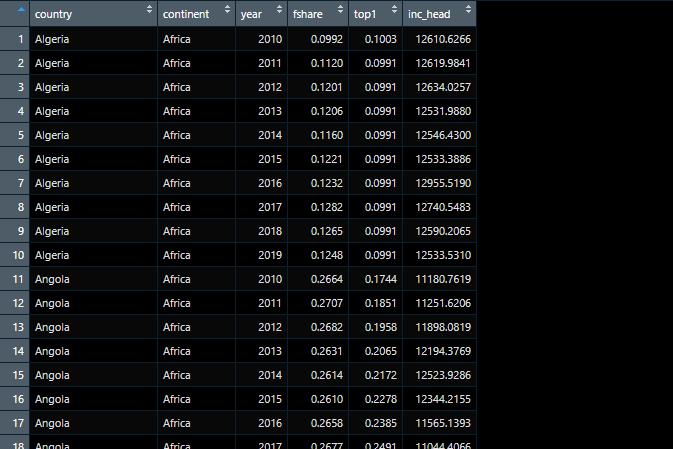 country continent year fshare top1 inc_head
1 Algeria Africa 2010 0.0992 0.1003 12610.6266
2 Algeria Africa 2011 0.1120 0.0991 12619.9841
3 Algeria Africa 2012 0.1201 0.0991 12634.0257
4 Algeria Africa 2013 0.1206 0.0991 12531.9880
5 Algeria Africa 2014 0.1160 0.0991 12546.4300
6 Algeria Africa 2015 0.1221 0.0991 12533.3886
7 Algeria Africa 2016 0.1232 0.0991 12955.5190
8 Algeria Africa 2017 0.1282 0.0991 12740.5483
9 Algeria Africa 2018 0.1265 0.0991 12590.2065
10 Algeria Africa 2019 0.1248 0.0991 12533.5310
11 Angola Africa 2010 0.2664 0.1744 11180.7619
12 Angola Africa 2011 0.2707 0.1851 11251.6206
13 Angola Africa 2012 0.2682 0.1958 11898.0819
14 Angola Africa 2013 0.2631 0.2065 12194.3769
15 Angola Africa 2014 0.2614 0.2172 12523.9286
16 Angola Africa 2015 0.2610 0.2278 12344.2155
17 Angola Africa 2016 0.2658 0.2385 11565.1393
18 Angola Africa 2017 0.2677 0.2491 11044.4066